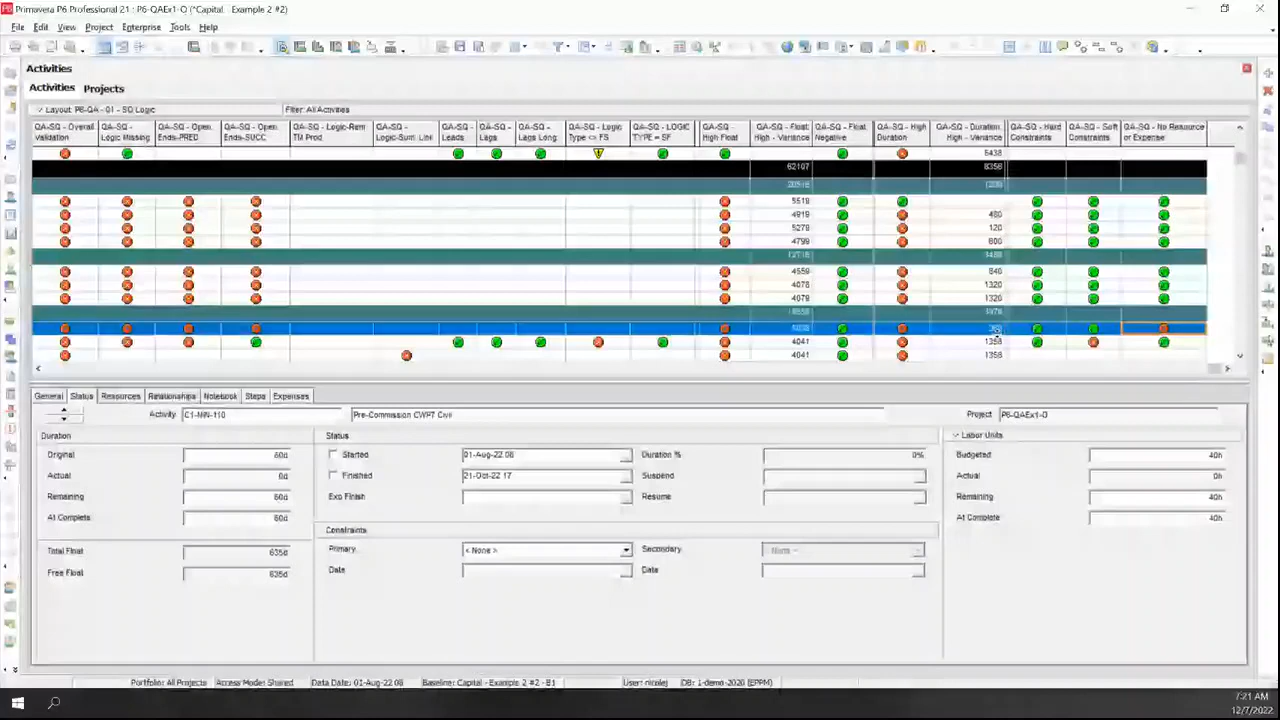 Primavera P6 Professional 21 : P6-QAEx1-O (*Capital Example 2 #2)
File Edit View Project Enterprise Tools Help
Activities
Activities Projects
Layout: P6-QA - 01 - SQ Logic Filter: All Activities
QA-SQ - Overall Validation QA-SQ - Logic Missing QA-SQ - Open Ends-PRED QA-SQ - Open Ends-SUCC QA-SQ - Logic-Rem TM Prod QA-SQ - Logic-Sum Link QA-SQ - Leads QA-SQ - Lags QA-SQ - Lags Long QA-SQ - Logic Type <> FS QA-SQ - LOGIC TYPE = SF QA-SQ - High Float QA-SQ - Float High - Variance QA-SQ - Float Negative QA-SQ - High Duration QA-SQ - Duration High - Variance QA-SQ - Hard Constraints QA-SQ - Soft Constraints QA-SQ - No Resource or Expense
5438
62107 8358
5519
4919 480
5279 120
4799 600
4559 840
4079 1320
4079 1320
4041 1358
4041 1358
General Status Resources Relationships Notebook Steps Expenses
Activity Pre-Commission CWP7 Civil Project P6-QAEx1-O
Duration Status Labor Units
Original 60d Started 01-Aug-22 08 Duration % 0% Budgeted 40h
Actual 0d Finished 21-Oct-22 17 Suspend Actual 0h
Remaining 60d Exp Finish Resume Remaining 40h
At Complete 60d At Complete 40h
Constraints
Total Float 635d Primary < None > Secondary
Free Float 635d Date Date
Portfolio: All Projects Access Mode: Shared Data Date: 01-Aug-22 08 Baseline: Capital - Example 2 #2 - B1 User: nicolej DB: 1-demo-2020 (EPPM)
7:21 AM
12/7/2022